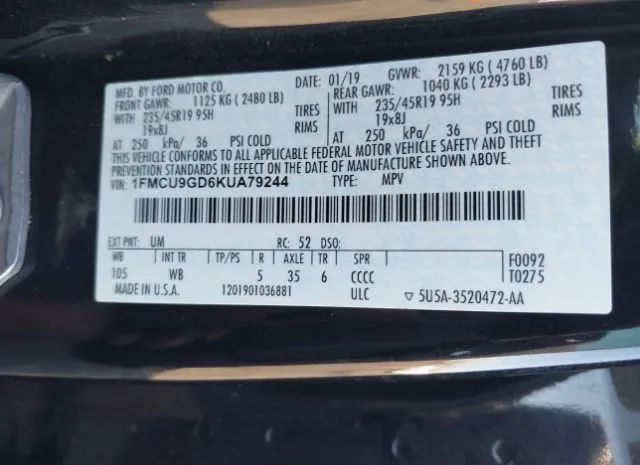 MFD. BY FORD MOTOR CO.
DATE: 01/19 GVWR: 2159 KG ( 4760 LB)
FRONT GAWR: 1125 KG ( 2480 LB) REAR GAWR: 1040 KG ( 2293 LB)
WITH 235/45R19 95H TIRES WITH 235/45R19 95H TIRES
19x8J RIMS 19x8J RIMS
AT 250 kPa/ 36 PSI COLD AT 250 kPa/ 36 PSI COLD
THIS VEHICLE CONFORMS TO ALL APPLICABLE FEDERAL MOTOR VEHICLE SAFETY AND THEFT
PREVENTION STANDARDS IN EFFECT ON THE DATE OF MANUFACTURE SHOWN ABOVE.
VIN: 1FMCU9GD6KUA79244 TYPE: MPV
EXT PNT: UM RC: 52 DSO:
WB INT TR TP/PS R AXLE TR SPR F0092
105 WB 5 35 6 CCCC T0275
MADE IN U.S.A. 1201901036881 ULC ▽ 5U5A-3520472-AA